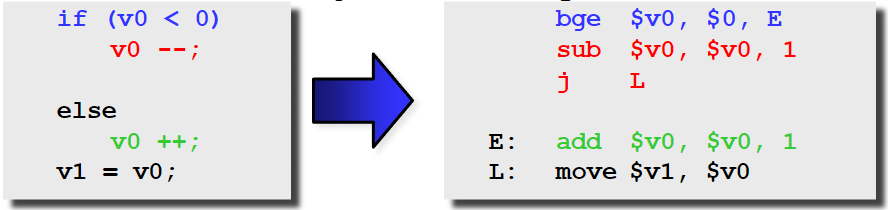 if (v0 < 0)
v0 --;
else
v0 ++;
v1 = v0;
bge $v0, $0, E
sub $v0, $v0, 1
j L
E: add $v0, $v0, 1
L: move $v1, $v0